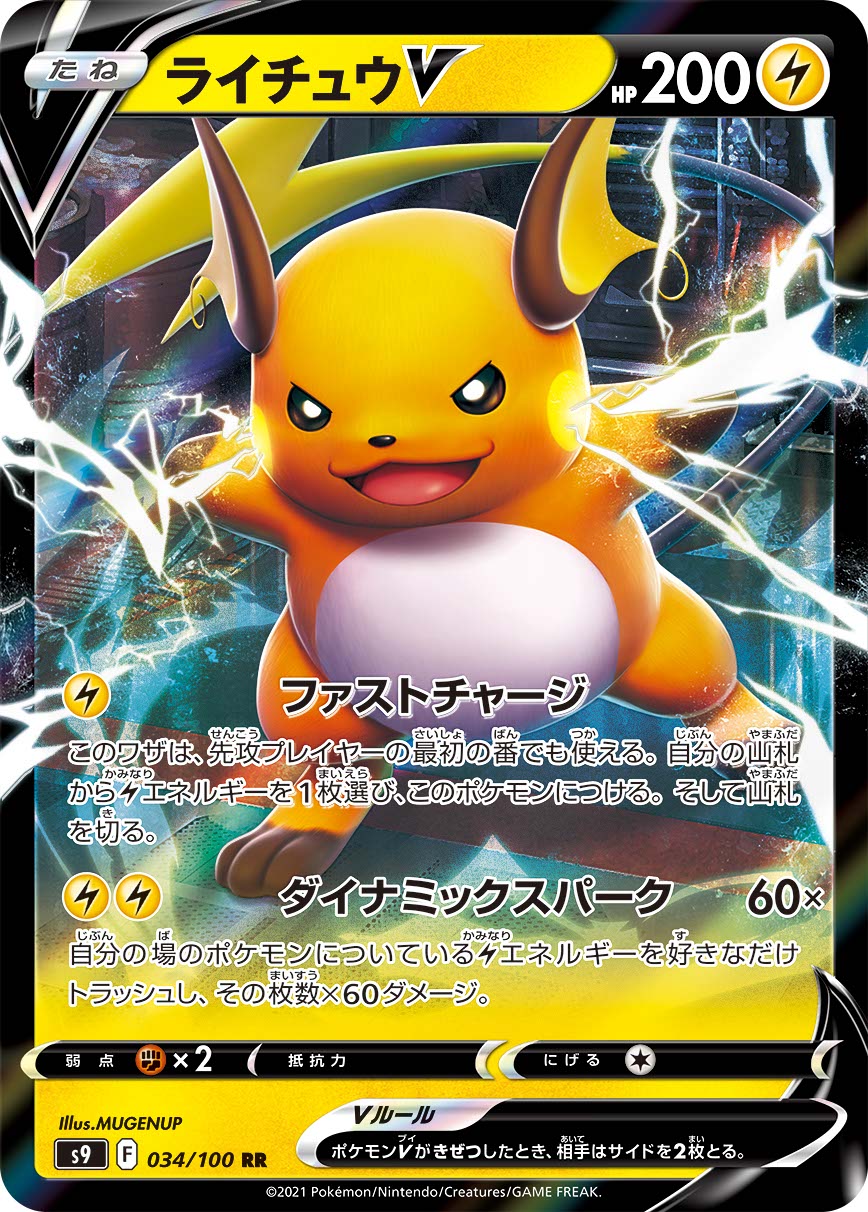 たね
ライチュウV
HP200
ファストチャージ
このワザは、先攻プレイヤーの最初の番でも使える。自分の山札
からエネルギーを1枚選び、このポケモンにつける。そして山札
を切る。
ダイナミックスパーク 60×
自分の場のポケモンについているエネルギーを好きなだけ
トラッシュし、その枚数×60ダメージ。
弱点 ×2 抵抗力 にげる
Illus.MUGENUP
Vルール
ポケモンVがきぜつしたとき、相手はサイドを2枚とる。
s9 F 034/100 RR
©2021 Pokémon/Nintendo/Creatures/GAME FREAK.